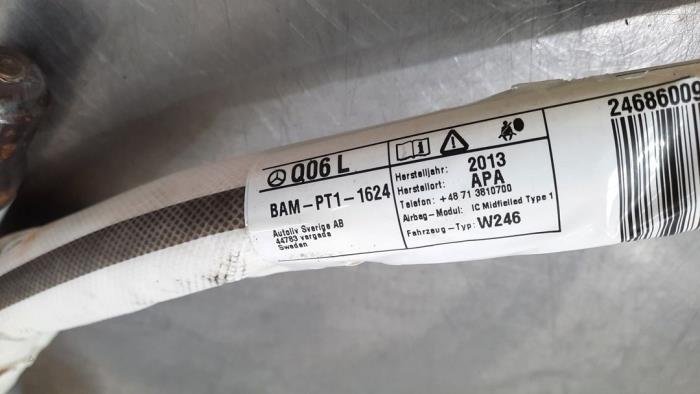 Q06 L
BAM-PT1-1624
Autoliv Sverige AB
44783 vargada
Sweden
Herstelljahr: 2013
Herstellort: APA
Telefon: +48 71 3810700
Airbag-Modul: IC Midfielled Type 1
Fahrzeug-Typ: W246
24686009